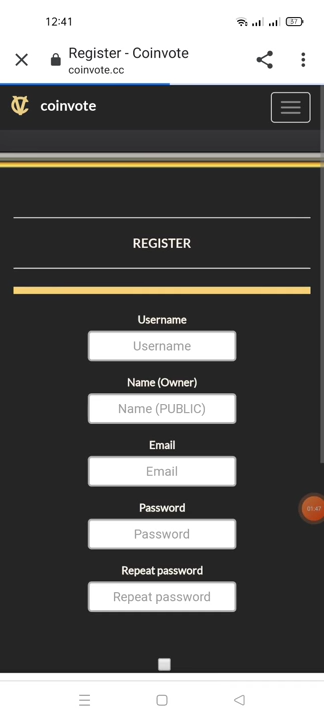 12:41
87
Register - Coinvote
coinvote.cc
coinvote
REGISTER
Username
Username
Name (Owner)
Name (PUBLIC)
Email
Email
Password
Password
Repeat password
Repeat password
01:47